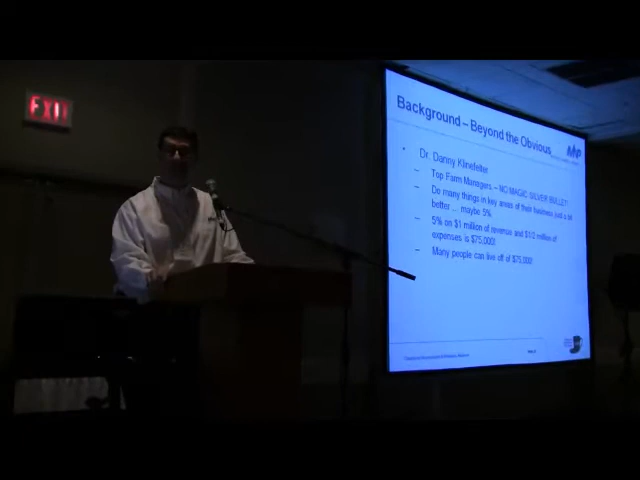 EXIT
Background – Beyond the Obvious
MNP
• Dr. Danny Klinefelter
– Top Farm Managers – NO MAGIC SILVER BULLET!
– Do many things in key areas of their business just a bit
better ... maybe 5%
– 5% on $1 million of revenue and $1/2 million of
expenses is $75,000!
– Many people can live off of $75,000!